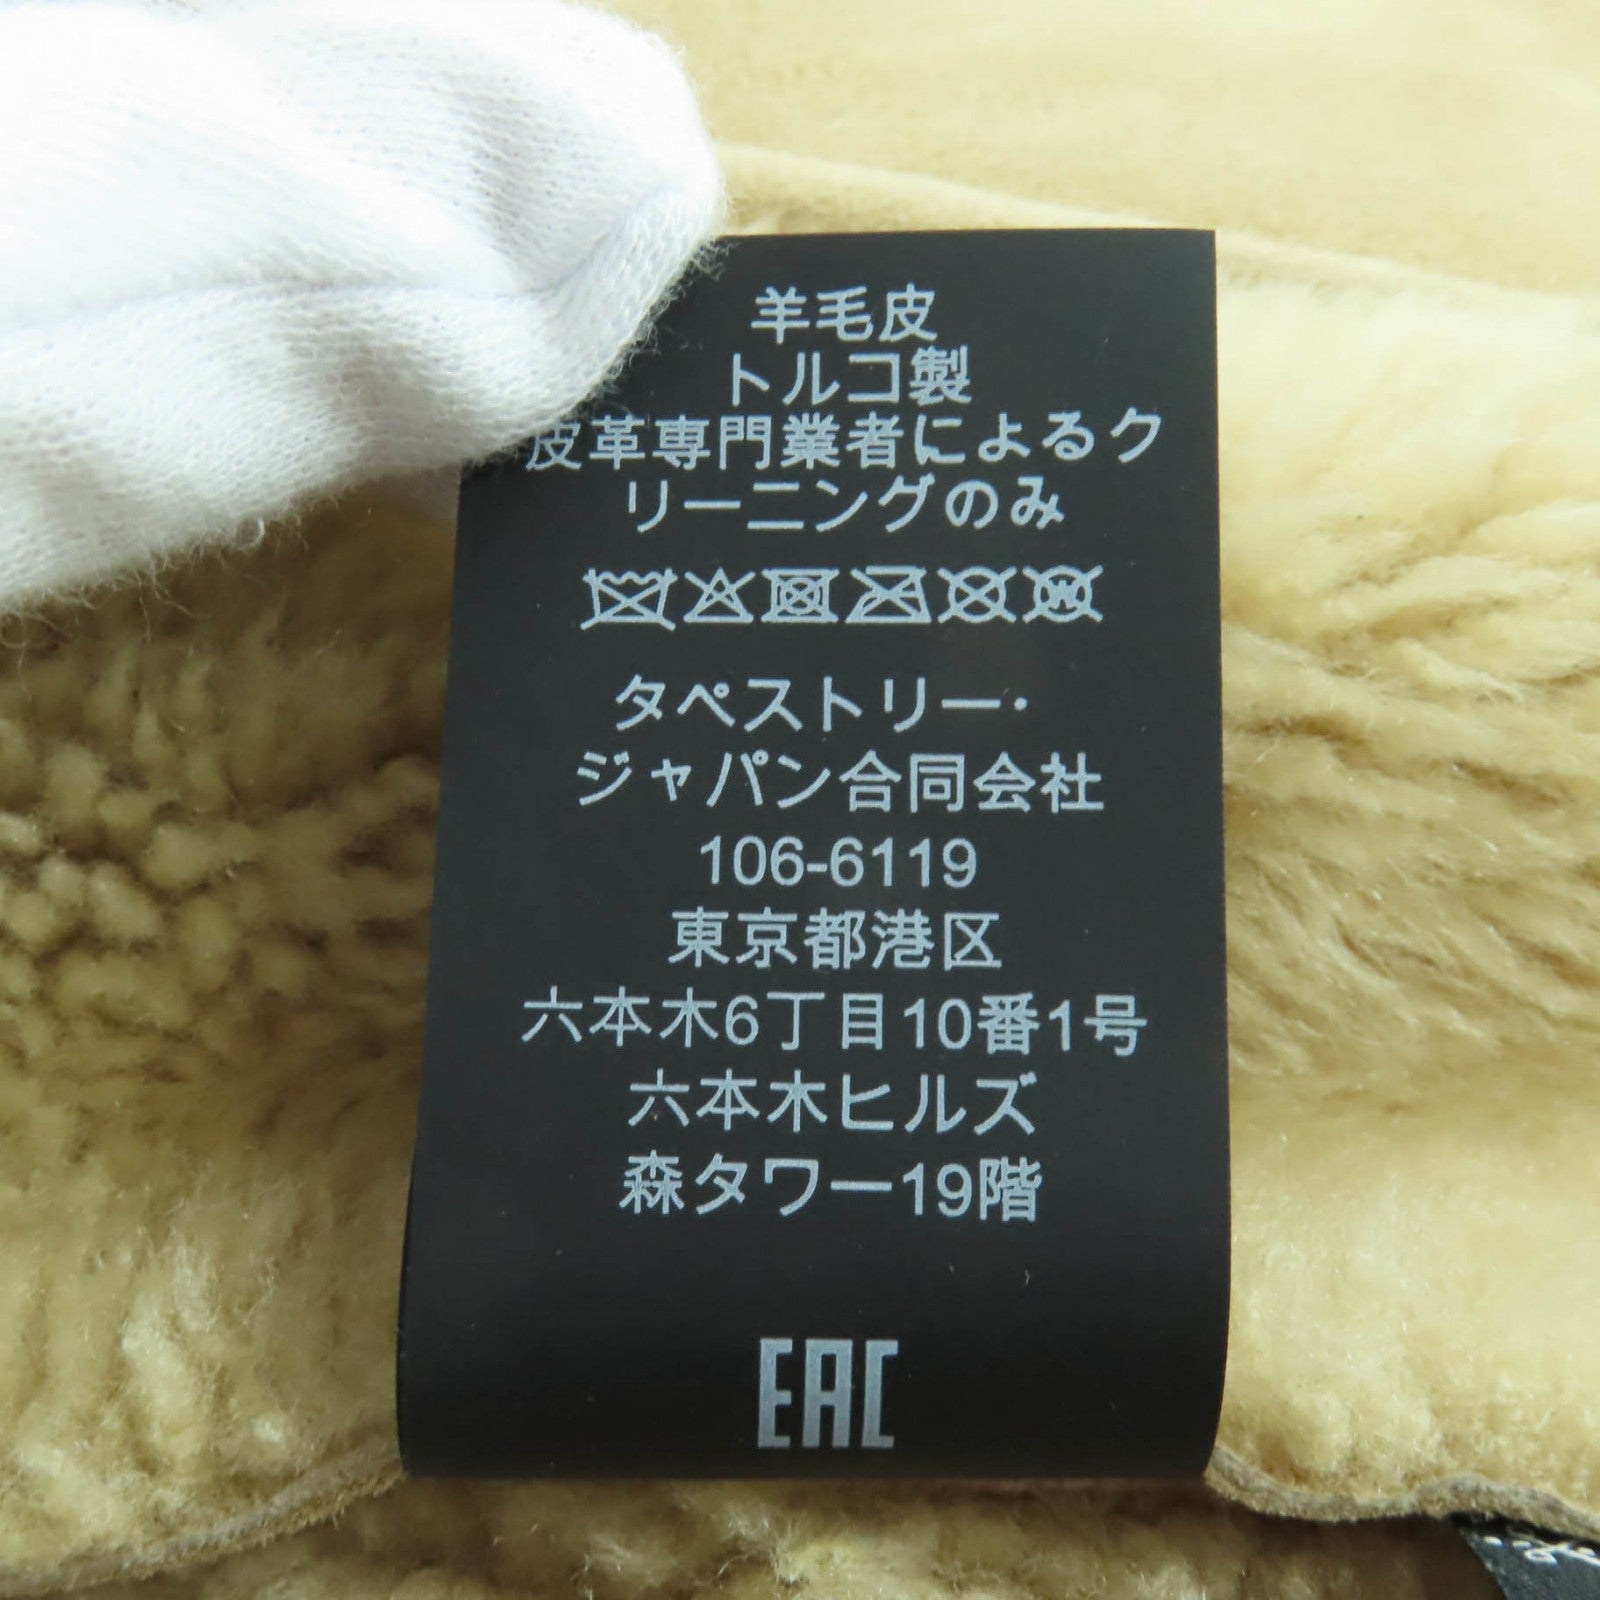 羊毛皮
トルコ製
皮革専門業者によるク
リーニングのみ
W
タペストリー・
ジャパン合同会社
106-6119
東京都港区
六本木6丁目10番1号
六本木ヒルズ
森タワー19階
EAC